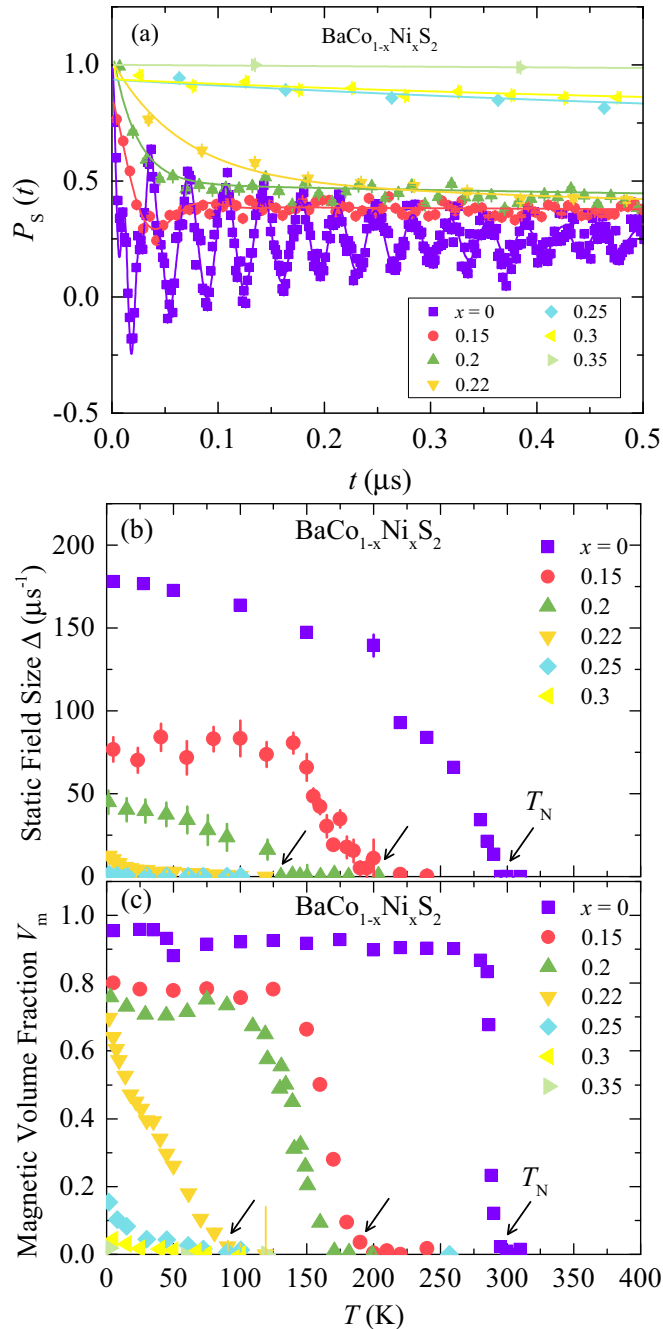 (a)
BaCo1-xNixS2
1.0
0.5
0.0
-0.5
PS (t)
x = 0
0.15
0.2
0.22
0.25
0.3
0.35
0.0 0.1 0.2 0.3 0.4 0.5
t (μs)
(b)
BaCo1-xNixS2
200
150
100
50
0
Static Field Size Δ (μs-1)
x = 0
0.15
0.2
0.22
0.25
0.3
TN
(c)
BaCo1-xNixS2
1.0
0.8
0.6
0.4
0.2
0.0
Magnetic Volume Fraction Vm
x = 0
0.15
0.2
0.22
0.25
0.3
0.35
TN
0 50 100 150 200 250 300 350 400
T (K)